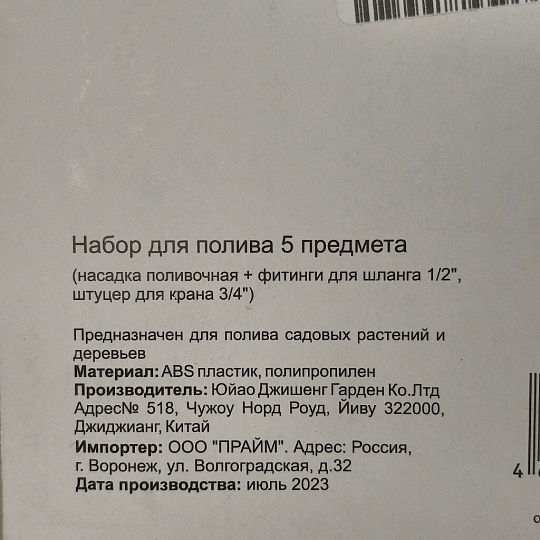 Набор для полива 5 предмета
(насадка поливочная + фитинги для шланга 1/2",
штуцер для крана 3/4")
Предназначен для полива садовых растений и
деревьев
Материал: ABS пластик, полипропилен
Производитель: Юйао Джишенг Гарден Ко.Лтд
Адрес№ 518, Чужоу Норд Роуд, Йиву 322000,
Джиджианг, Китай
Импортер: ООО "ПРАЙМ". Адрес: Россия,
г. Воронеж, ул. Волгоградская, д.32
Дата производства: июль 2023
4